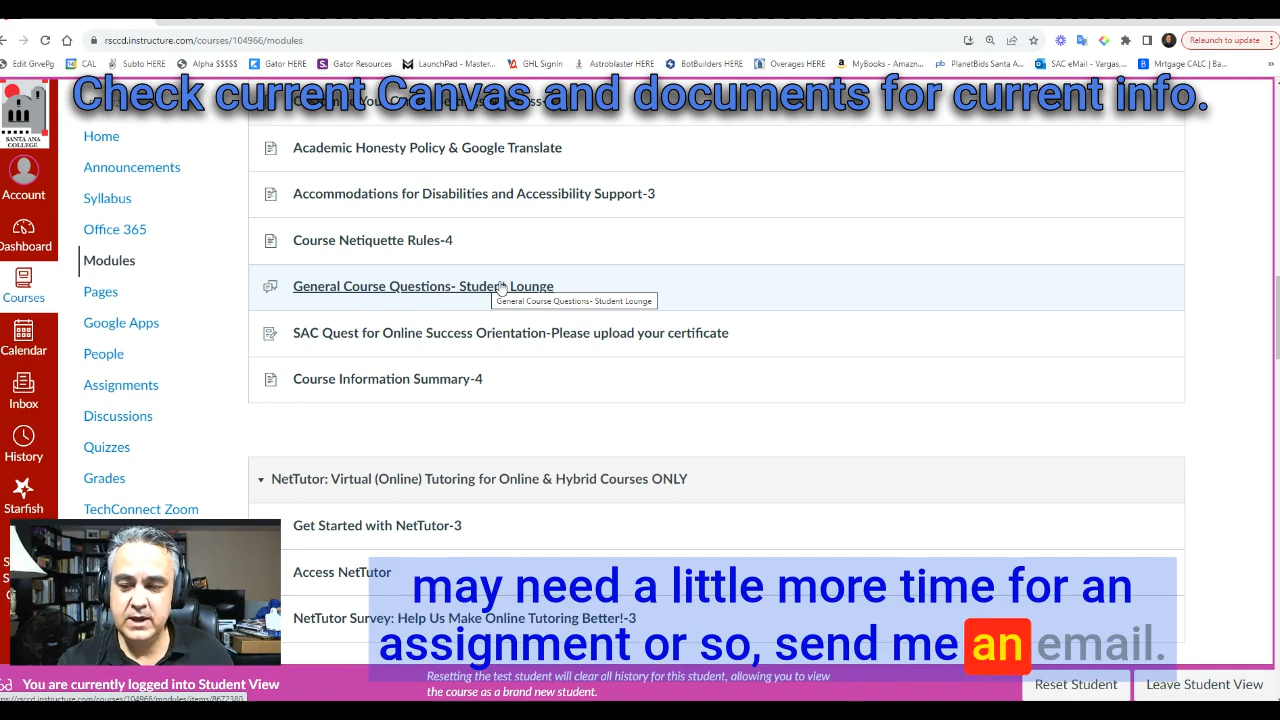 rsccd.instructure.com/courses/104966/modules
Relaunch to update
Edit GivePg
CAL
Subto HERE
Alpha $$$$$
Gator HERE
Gator Resources
LaunchPad - Master...
GHL SignIn
Astroblaster HERE
BotBuilders HERE
Overages HERE
MyBooks - Amazn...
PlanetBids Santa A...
SAC eMail - Vargas,...
Mrtgage CALC - Ba...
»
Check current Canvas and documents for current info.
SANTA ANA
COLLEGE
Account
Dashboard
Courses
Calendar
Inbox
History
Starfish
Home
Announcements
Syllabus
Office 365
Modules
Pages
Google Apps
People
Assignments
Discussions
Quizzes
Grades
TechConnect Zoom
Academic Honesty Policy & Google Translate
Accommodations for Disabilities and Accessibility Support-3
Course Netiquette Rules-4
General Course Questions- Student Lounge
General Course Questions- Student Lounge
SAC Quest for Online Success Orientation-Please upload your certificate
Course Information Summary-4
NetTutor: Virtual (Online) Tutoring for Online & Hybrid Courses ONLY
Get Started with NetTutor-3
Access NetTutor
NetTutor Survey: Help Us Make Online Tutoring Better!-3
may need a little more time for an
assignment or so, send me an email.
You are currently logged into Student View
Resetting the test student will clear all history for this student, allowing you to view
the course as a brand new student.
Reset Student
Leave Student View